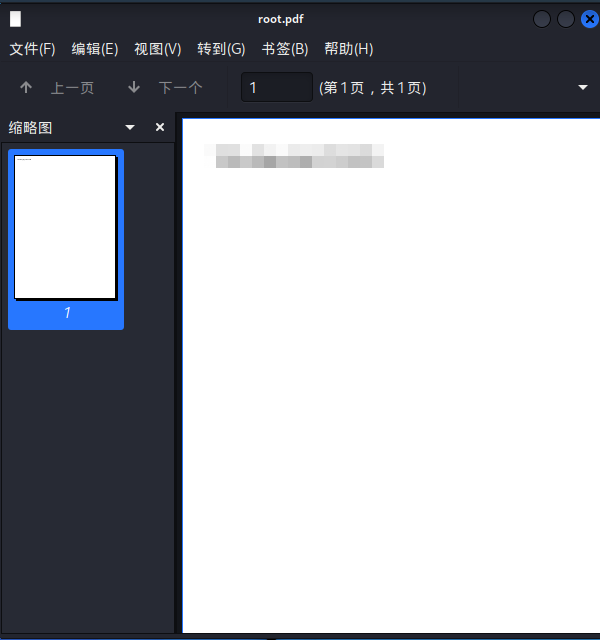 root.pdf
文件(F) 编辑(E) 视图(V) 转到(G) 书签(B) 帮助(H)
上一页 下一个 1 (第1页，共1页)
缩略图
1